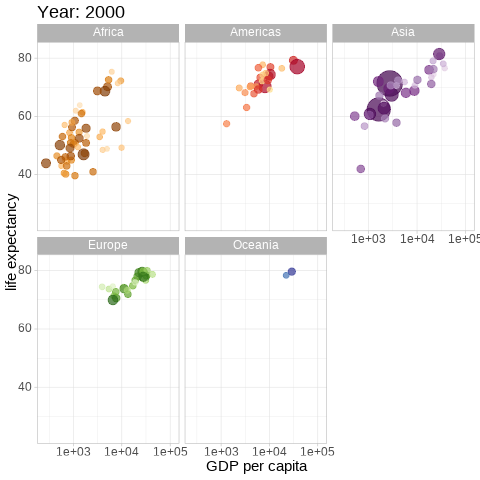 Year: 2000
Africa
Americas
Asia
80
60
40
1e+03
1e+04
1e+05
life expectancy
Europe
Oceania
80
60
40
1e+03
1e+04
1e+05
1e+03
1e+04
1e+05
GDP per capita